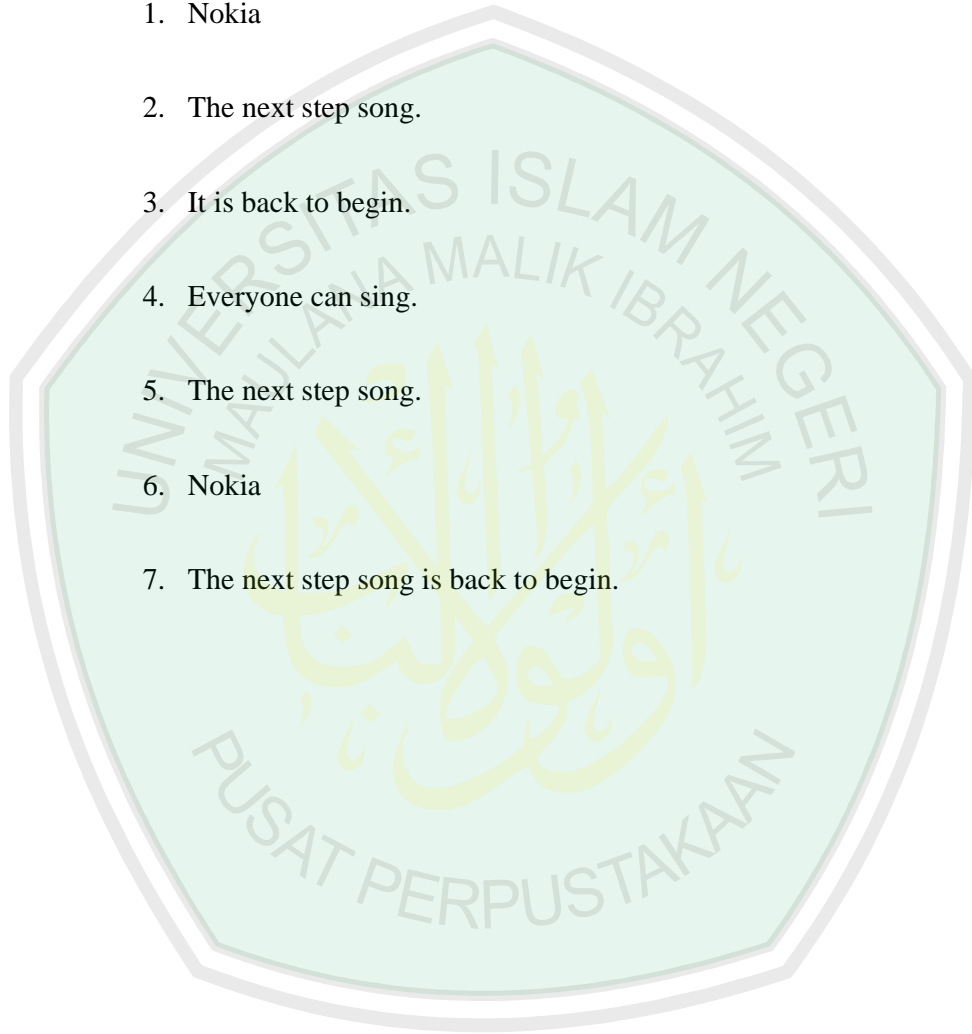 1. Nokia
2. The next step song.
3. It is back to begin.
4. Everyone can sing.
5. The next step song.
6. Nokia
7. The next step song is back to begin.
UNIVERSITAS ISLAM NEGERI
MAULANA MALIK IBRAHIM
PUSAT PERPUSTAKAAN